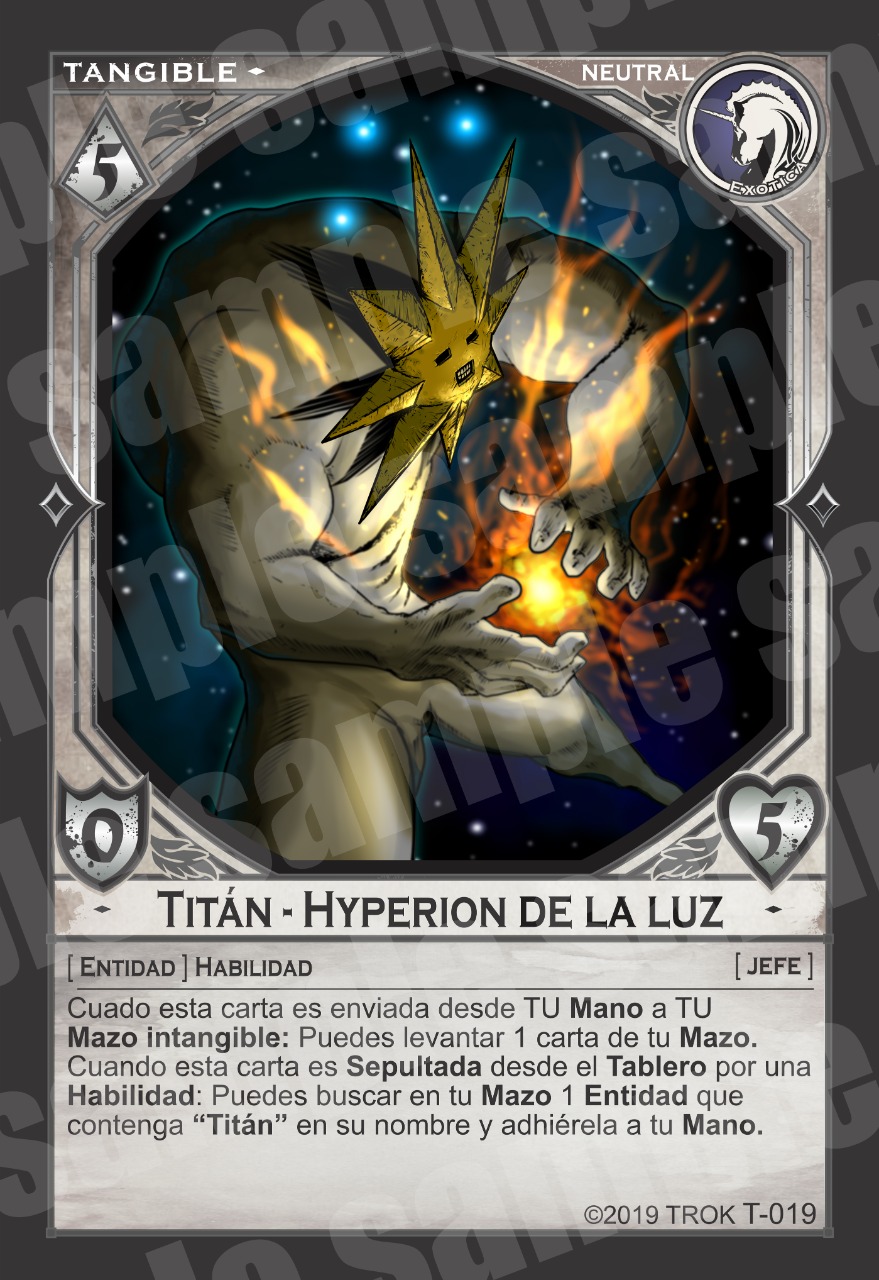 TANGIBLE
NEUTRAL
5
EXOTICA
0
5
TITÁN - HYPERION DE LA LUZ
[ ENTIDAD ] HABILIDAD
[ JEFE ]
Cuado esta carta es enviada desde TU Mano a TU
Mazo intangible: Puedes levantar 1 carta de tu Mazo.
Cuando esta carta es Sepultada desde el Tablero por una
Habilidad: Puedes buscar en tu Mazo 1 Entidad que
contenga “Titán” en su nombre y adhiérela a tu Mano.
©2019 TROK T-019
sample sample sample